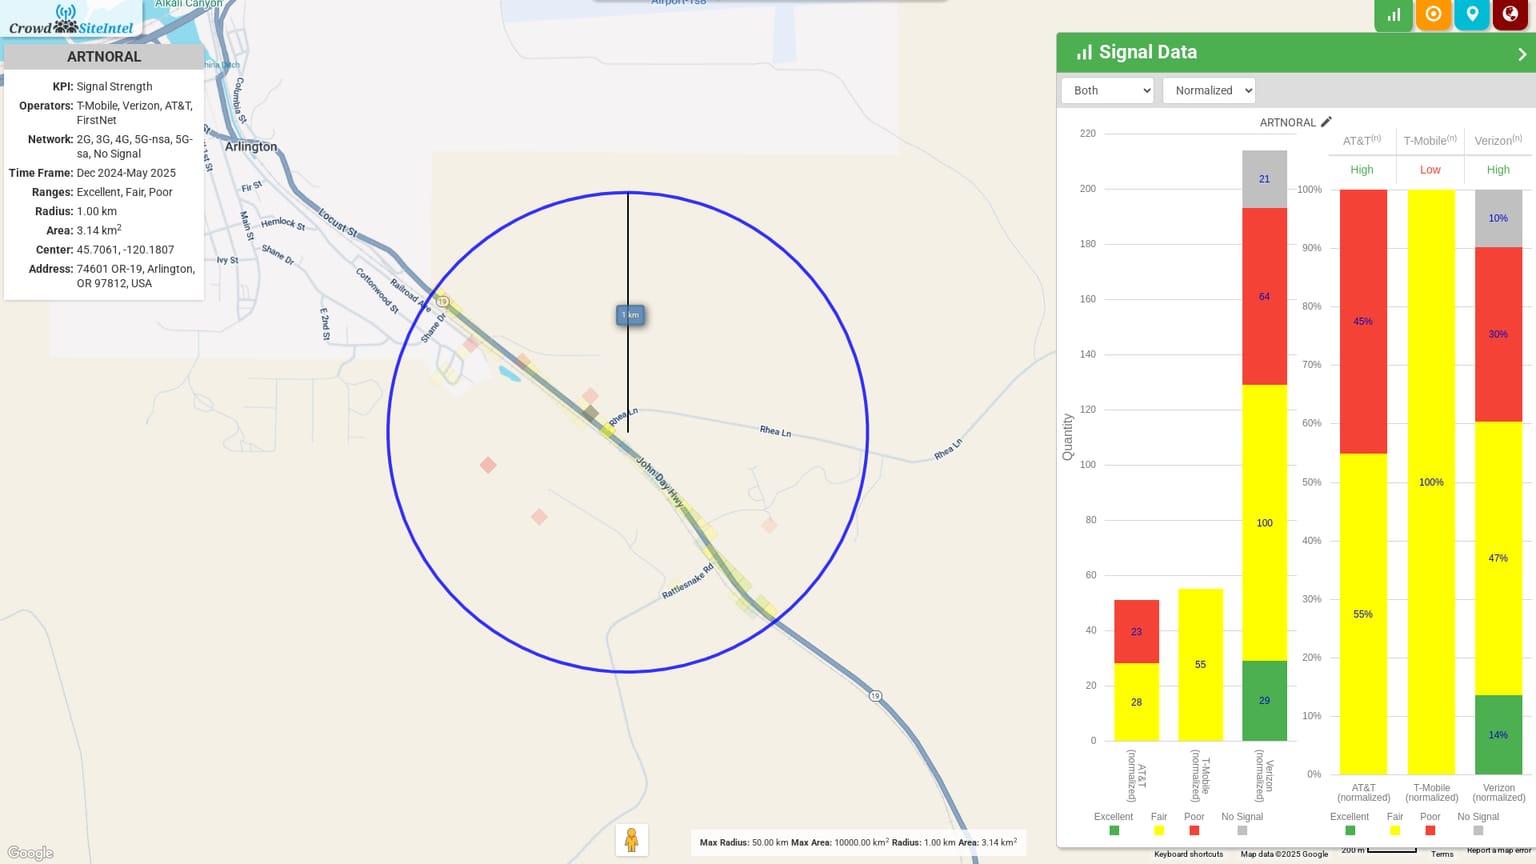 Alkali Canyon
Airport-1s8
CrowdSiteIntel
ARTNORAL
KPI: Signal Strength
Operators: T-Mobile, Verizon, AT&T,
FirstNet
Network: 2G, 3G, 4G, 5G-nsa, 5G-
sa, No Signal
Time Frame: Dec 2024-May 2025
Ranges: Excellent, Fair, Poor
Radius: 1.00 km
Area: 3.14 km²
Center: 45.7061, -120.1807
Address: 74601 OR-19, Arlington,
OR 97812, USA
Columbia St
Arlington
Fir St
Main St
Hemlock St
Locust St
Shane Dr
Ivy St
Cottonwood St
Railroad Ave
Shane Dr
E 2nd St
19
1 km
Rhea Ln
Rhea Ln
Rhea Ln
John Day Hwy
Rattlesnake Rd
19
Google
Max Radius: 50.00 km Max Area: 10000.00 km² Radius: 1.00 km Area: 3.14 km²
Keyboard shortcuts
Map data ©2025 Google
200 m
Terms
Report a map error
Signal Data
Both
Normalized
ARTNORAL
220
200
180
160
140
120
100
80
60
40
20
0
Quantity
23
28
55
21
64
100
29
AT&T
(normalized)
T-Mobile
(normalized)
Verizon
(normalized)
Excellent
Fair
Poor
No Signal
AT&T(n)
T-Mobile(n)
Verizon(n)
High
Low
High
100%
90%
80%
70%
60%
50%
40%
30%
20%
10%
0%
45%
55%
100%
10%
30%
47%
14%
AT&T
(normalized)
T-Mobile
(normalized)
Verizon
(normalized)
Excellent
Fair
Poor
No Signal